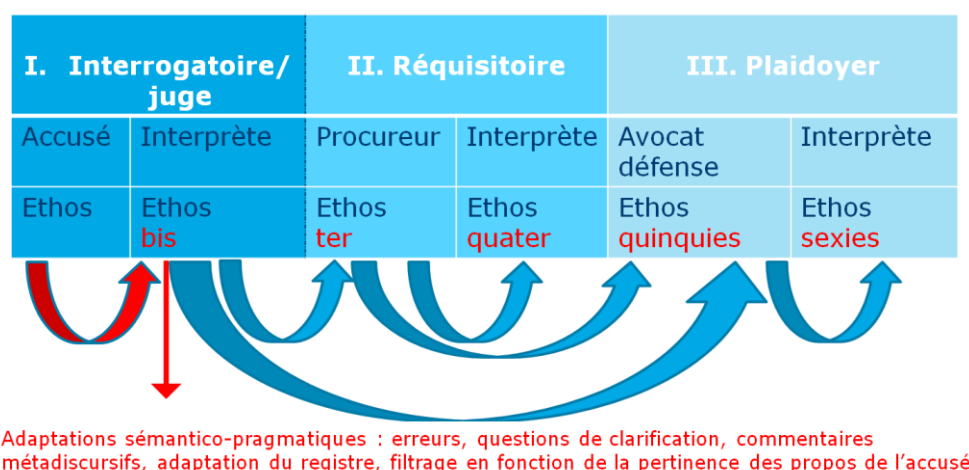 I. Interrogatoire/ II. Réquisitoire III. Plaidoyer
juge
Accusé Interprète Procureur Interprète Avocat Interprète
défense
Ethos Ethos Ethos Ethos Ethos Ethos
bis ter quater quinquies sexies
Adaptations sémantico-pragmatiques : erreurs, questions de clarification, commentaires
métadiscursifs, adaptation du registre, filtrage en fonction de la pertinence des propos de l’accusé